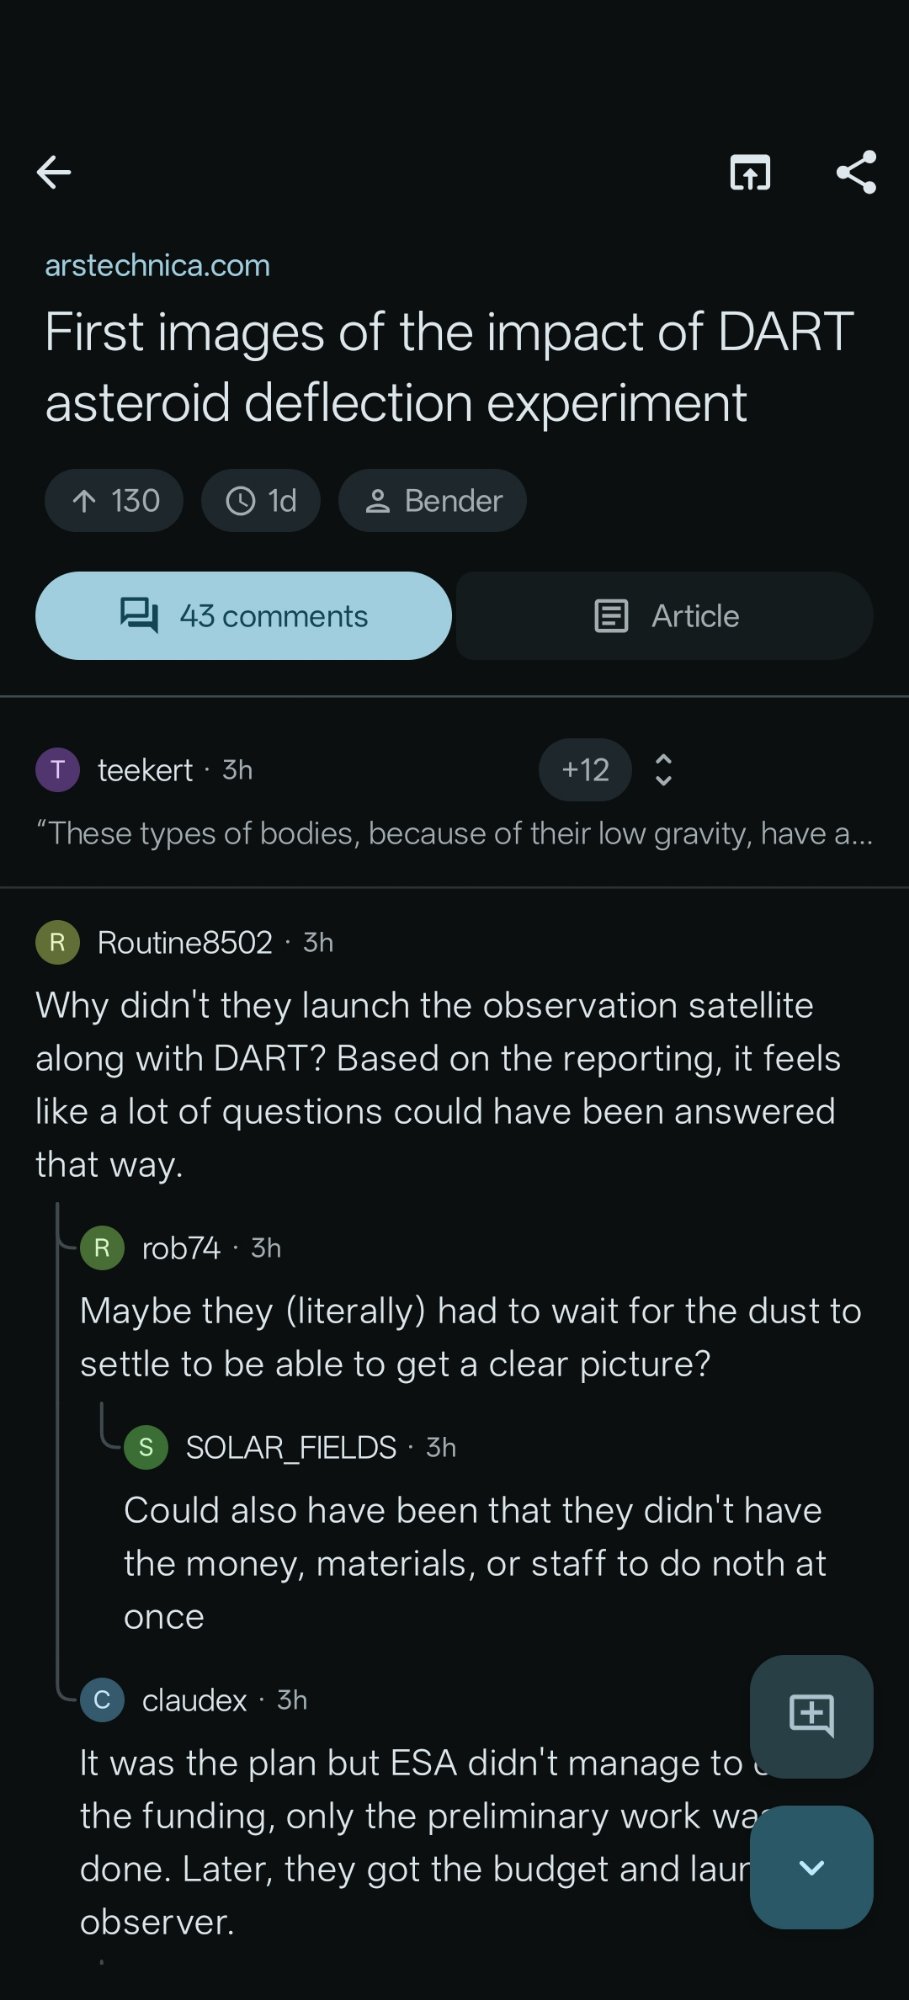 arstechnica.com
First images of the impact of DART
asteroid deflection experiment
130
1d
Bender
43 comments
Article
T teekert · 3h
+12
“These types of bodies, because of their low gravity, have a...
R Routine8502 · 3h
Why didn't they launch the observation satellite
along with DART? Based on the reporting, it feels
like a lot of questions could have been answered
that way.
R rob74 · 3h
Maybe they (literally) had to wait for the dust to
settle to be able to get a clear picture?
S SOLAR_FIELDS · 3h
Could also have been that they didn't have
the money, materials, or staff to do noth at
once
C claudex · 3h
It was the plan but ESA didn't manage to
the funding, only the preliminary work
done. Later, they got the budget and
observer.